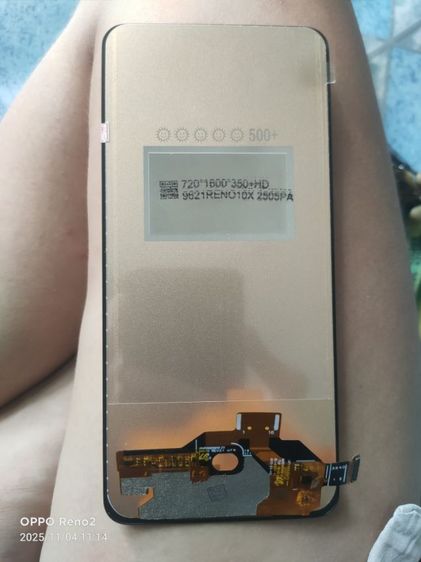 500+
720*1600*350+HD
9621RENO10X 2505PA
OPPO Reno2
2025.11.04 11:14